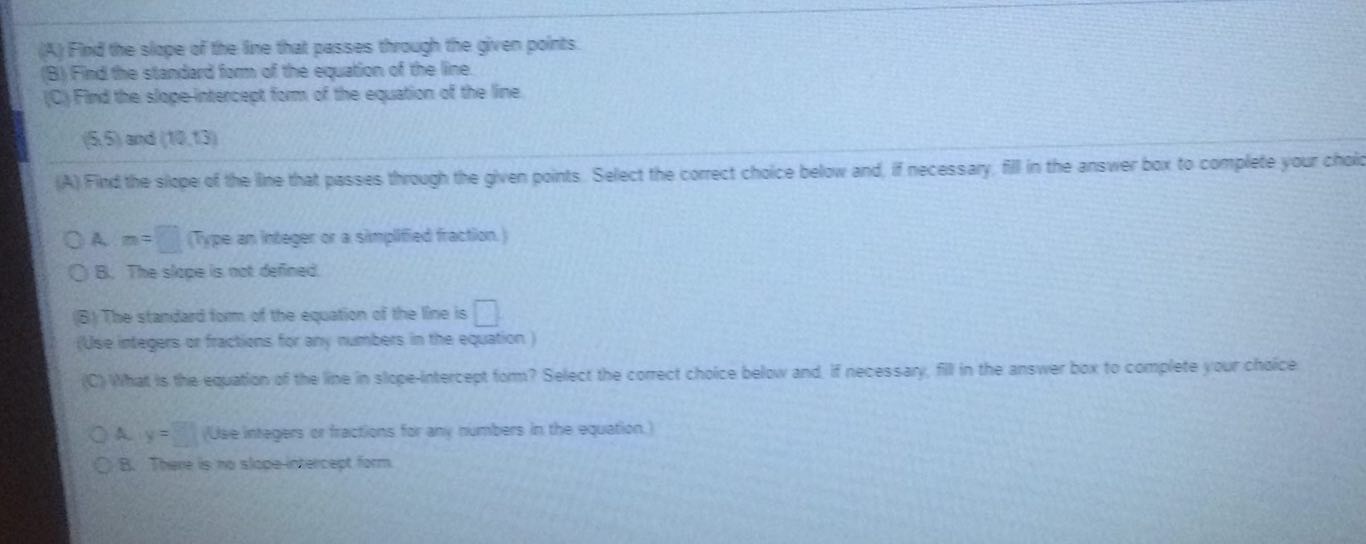 (A) Find the slope of the line that passes through the given points.
(B) Find the standard form of the equation of the line.
(C) Find the slope-intercept form of the equation of the line.
(5,5) and (10,13)
(A) Find the slope of the line that passes through the given points. Select the correct choice below and, if necessary, fill in the answer box to complete your choic
A. m = (Type an integer or a simplified fraction.)
B. The slope is not defined.
(B) The standard form of the equation of the line is .
(Use integers or fractions for any numbers in the equation.)
(C) What is the equation of the line in slope-intercept form? Select the correct choice below and, if necessary, fill in the answer box to complete your choice.
A. y = (Use integers or fractions for any numbers in the equation.)
B. There is no slope-intercept form.